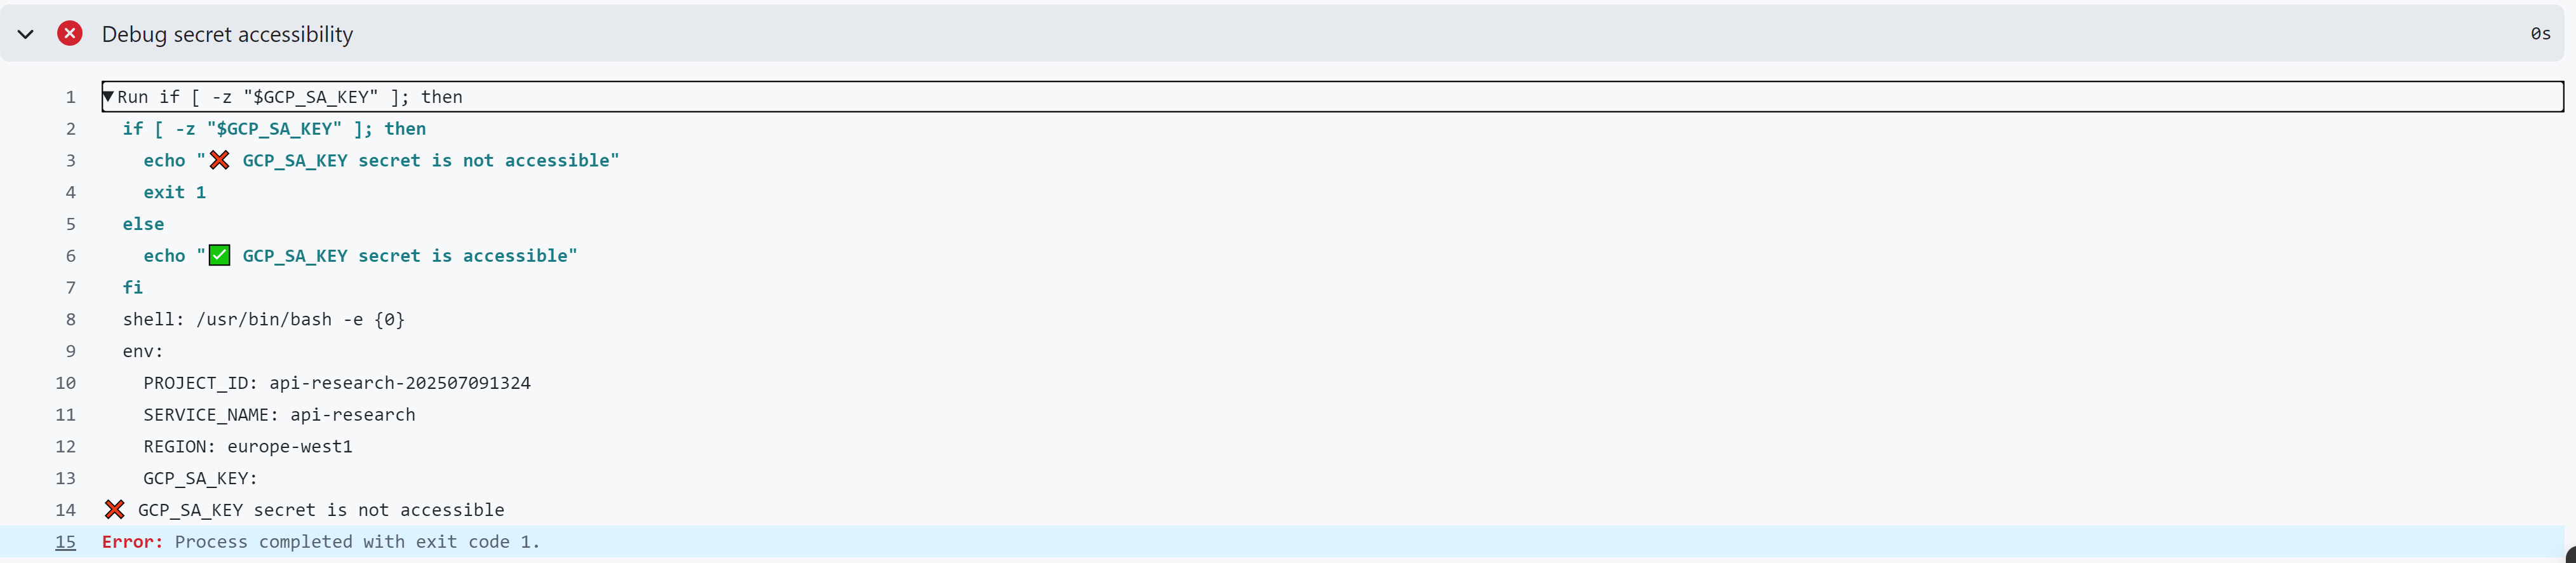 Debug secret accessibility 0s
1 ▼Run if [ -z "$GCP_SA_KEY" ]; then
2 if [ -z "$GCP_SA_KEY" ]; then
3 echo "❌ GCP_SA_KEY secret is not accessible"
4 exit 1
5 else
6 echo "✅ GCP_SA_KEY secret is accessible"
7 fi
8 shell: /usr/bin/bash -e {0}
9 env:
10 PROJECT_ID: api-research-202507091324
11 SERVICE_NAME: api-research
12 REGION: europe-west1
13 GCP_SA_KEY:
14 ❌ GCP_SA_KEY secret is not accessible
15 Error: Process completed with exit code 1.